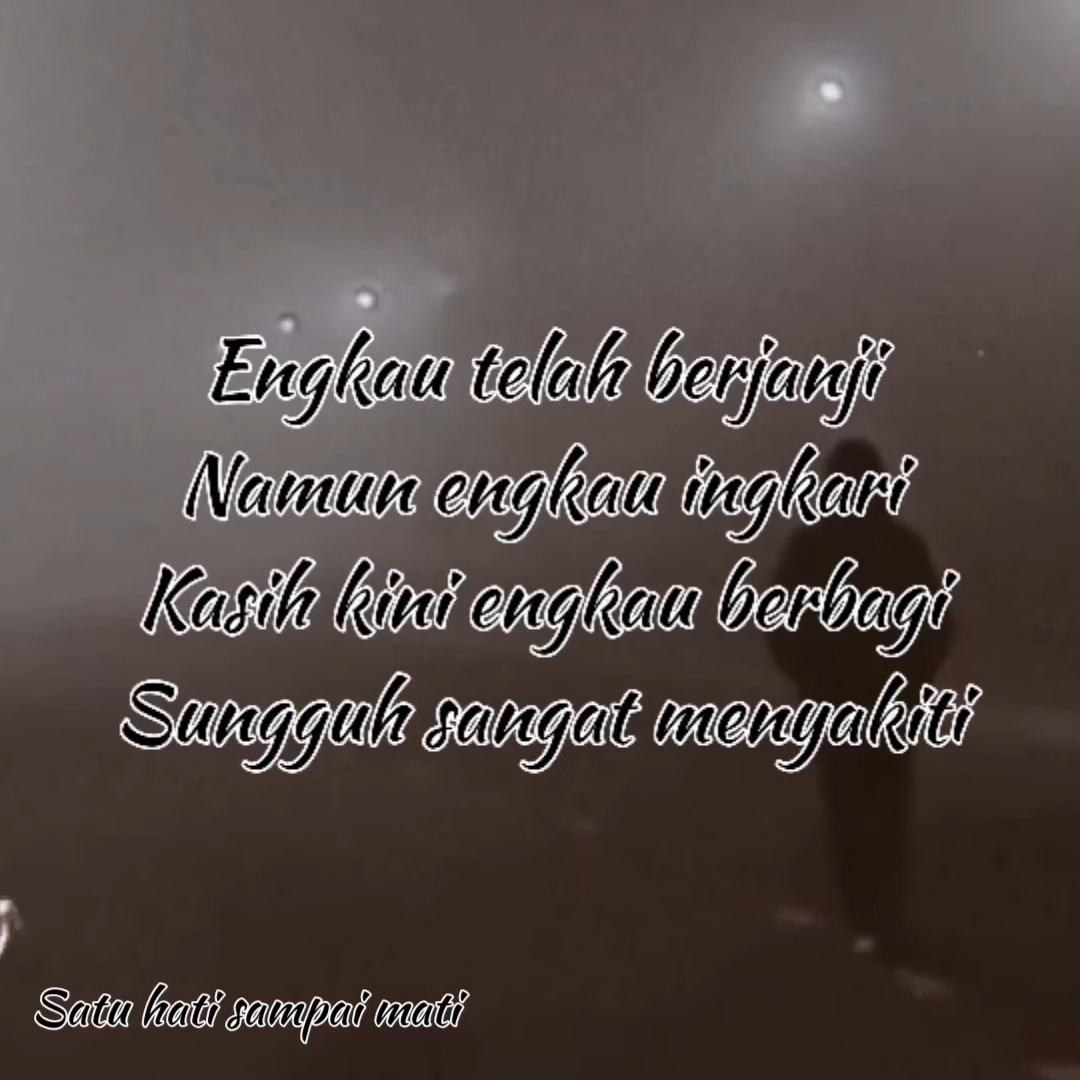 Engkau telah berjanji
Namun engkau ingkari
Kasih kini engkau berbagi
Sungguh sangat menyakiti
Satu hati sampai mati